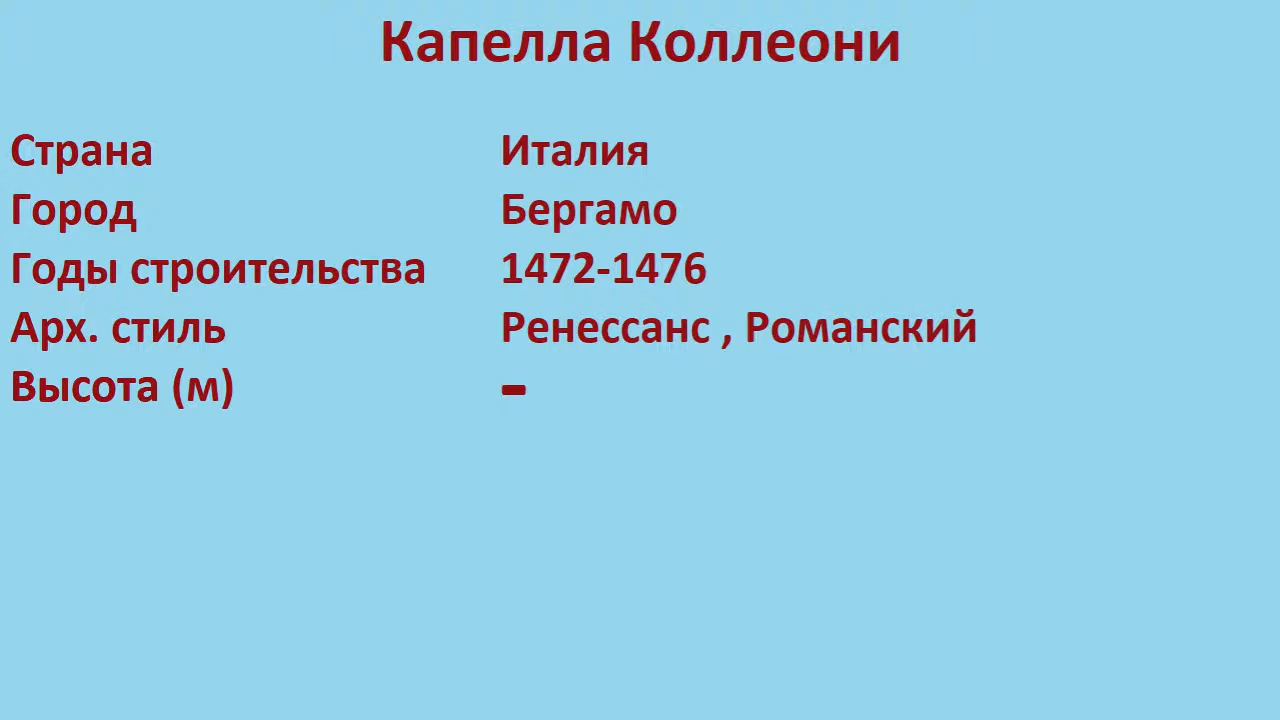 Капелла Коллеони
Страна Италия
Город Бергамо
Годы строительства 1472-1476
Арх. стиль Ренессанс , Романский
Высота (м) -